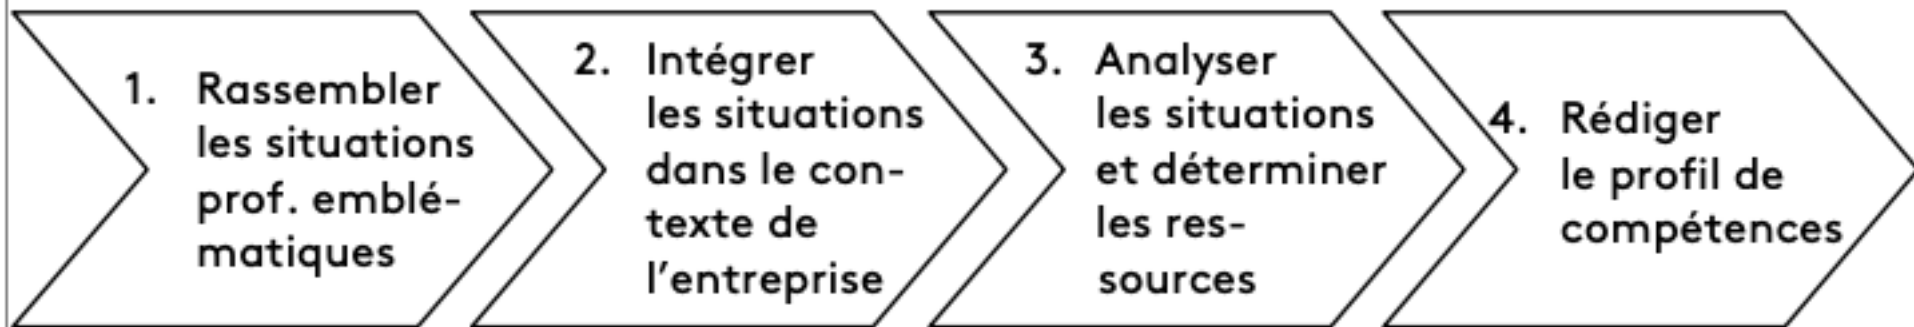 1. Rassembler
les situations
prof. emblé-
matiques
2. Intégrer
les situations
dans le con-
texte de
l'entreprise
3. Analyser
les situations
et déterminer
les res-
sources
4. Rédiger
le profil de
compétences